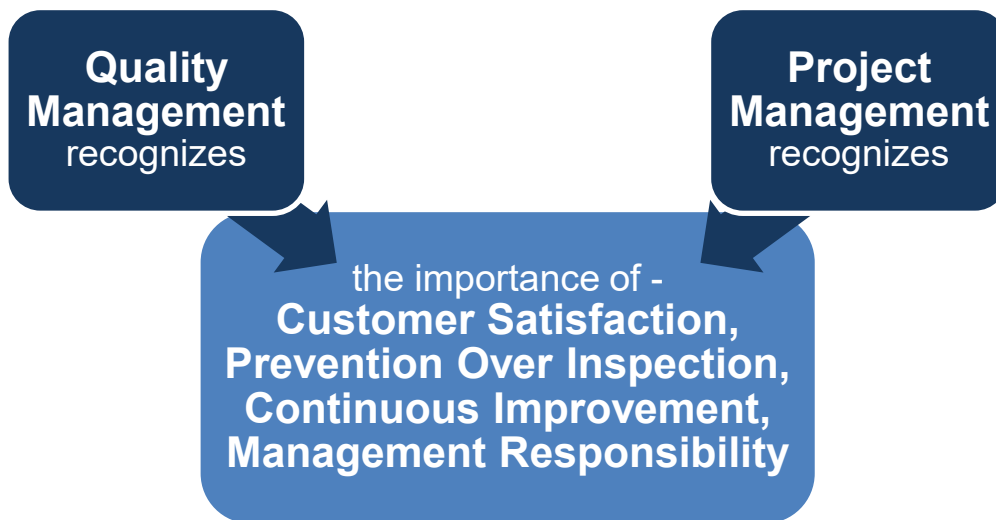 Quality
Management
recognizes
Project
Management
recognizes
the importance of -
Customer Satisfaction,
Prevention Over Inspection,
Continuous Improvement,
Management Responsibility